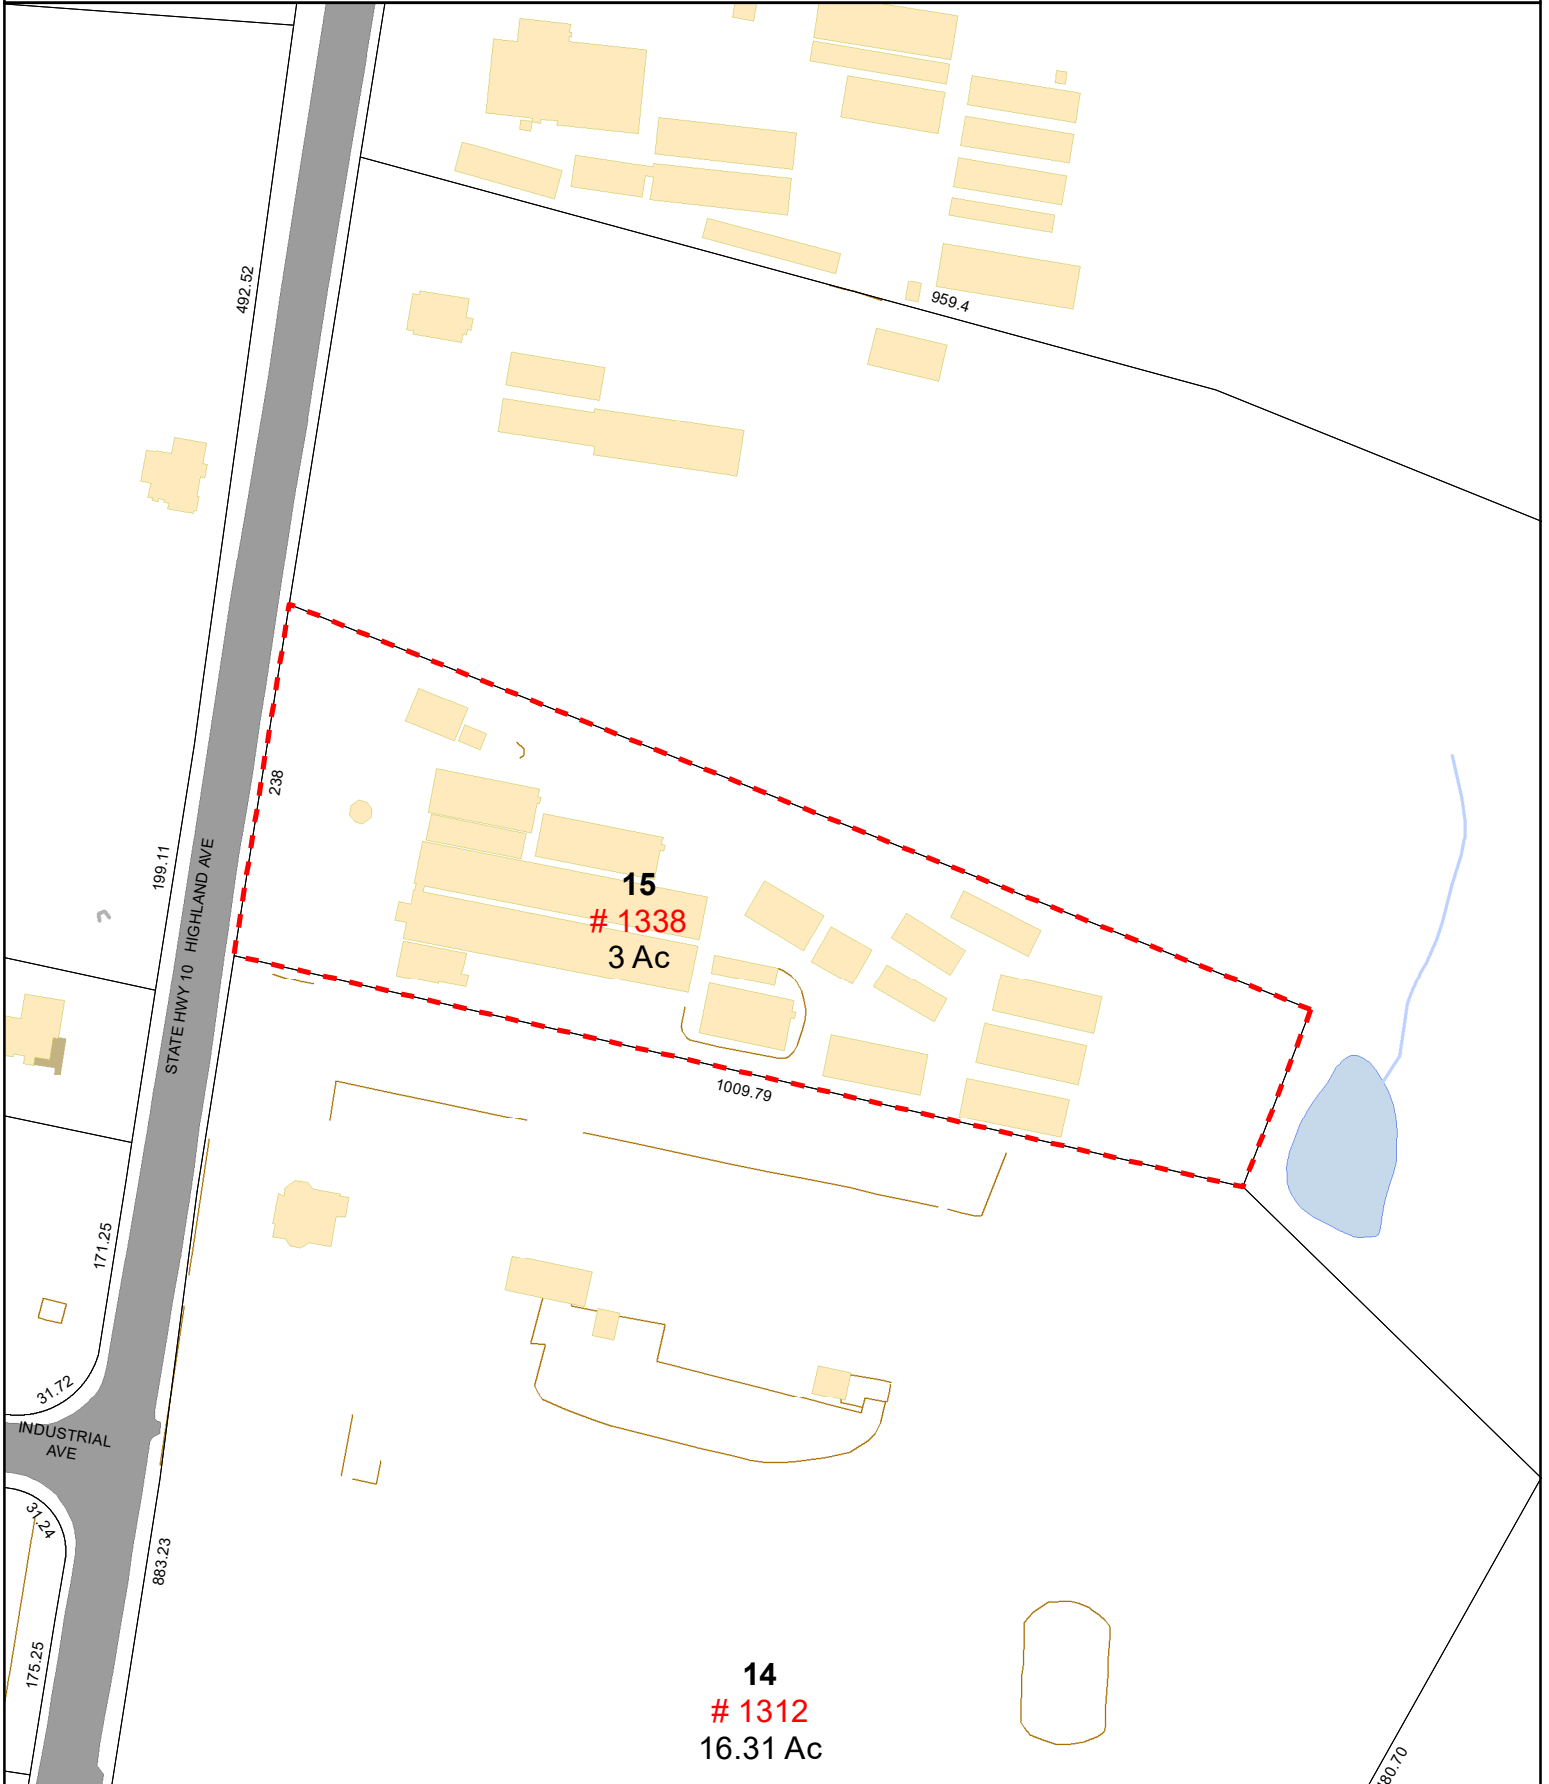 492.52
959.4
238
199.11
STATE HWY 10 HIGHLAND AVE
15
# 1338
3 Ac
1009.79
171.25
31.72
INDUSTRIAL
AVE
31.24
883.23
175.25
14
# 1312
16.31 Ac